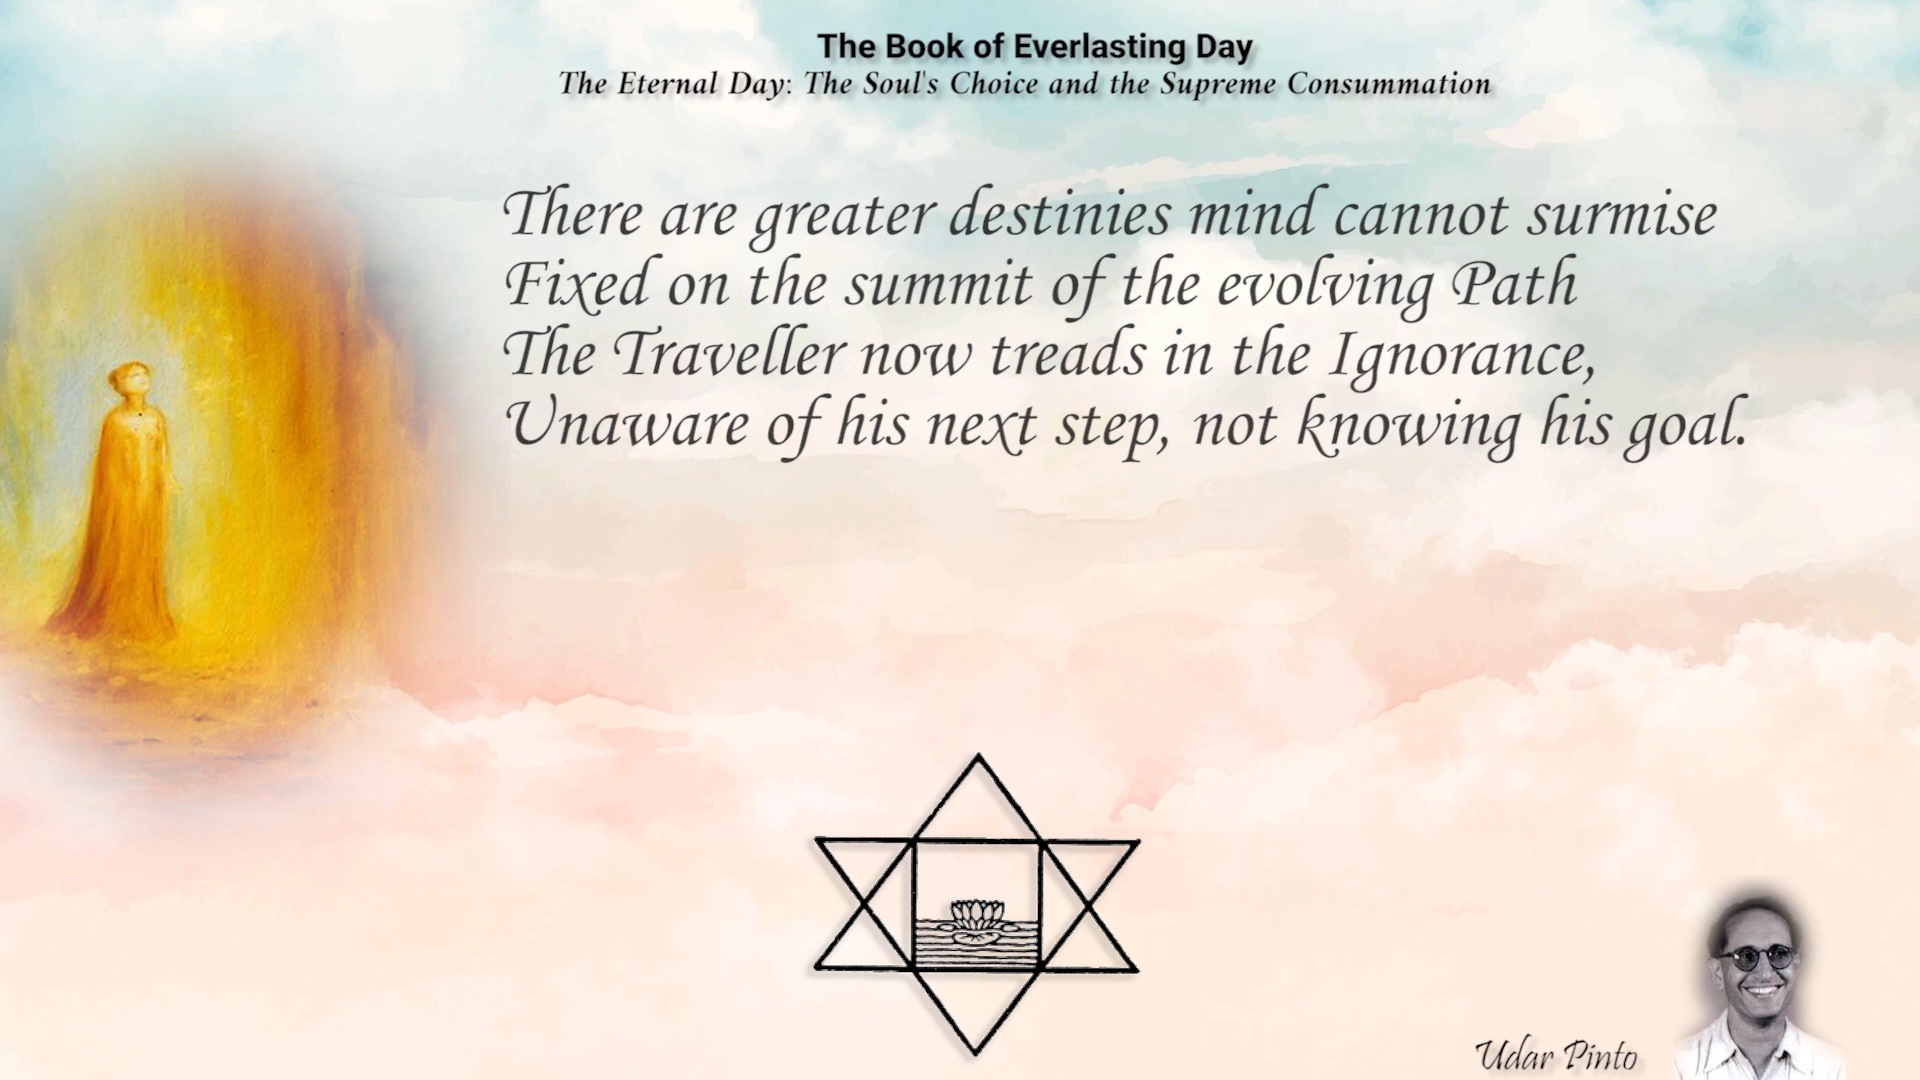 The Book of Everlasting Day
The Eternal Day: The Soul's Choice and the Supreme Consummation
There are greater destinies mind cannot surmise
Fixed on the summit of the evolving Path
The Traveller now treads in the Ignorance,
Unaware of his next step, not knowing his goal.
Udar Pinto